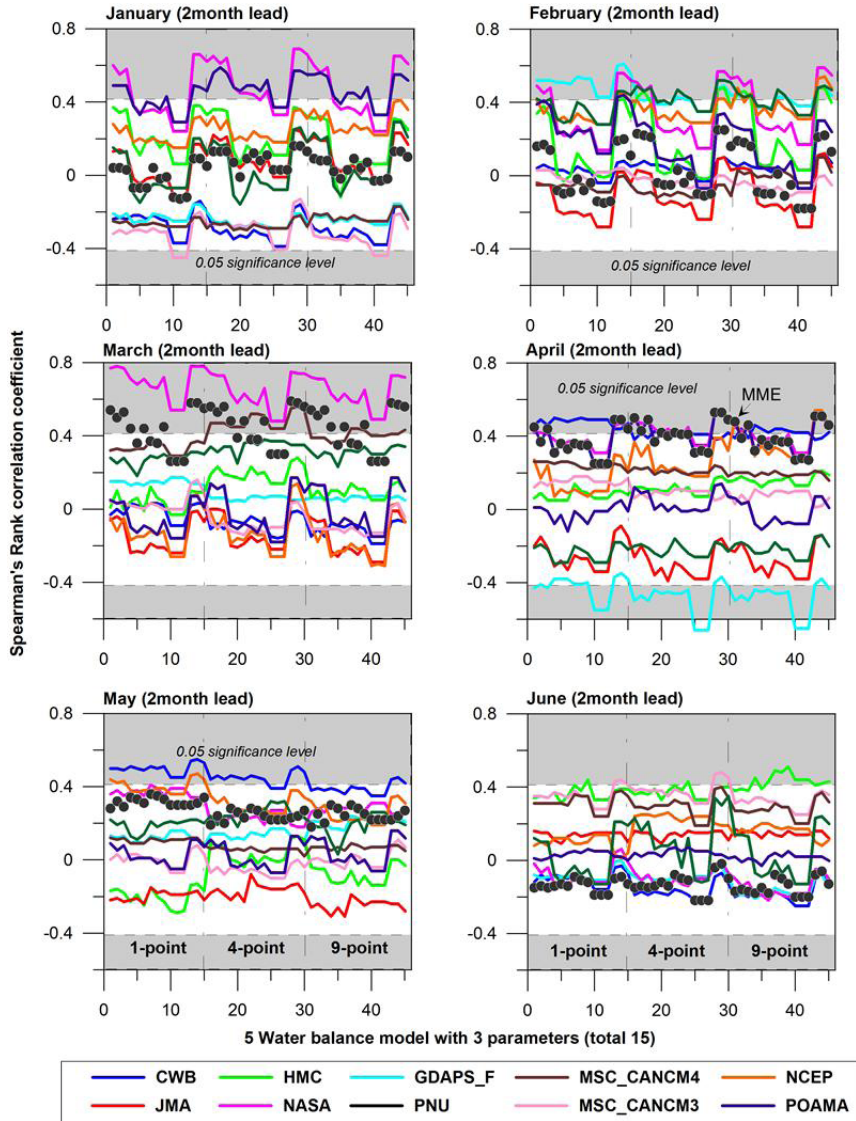 January (2month lead)
February (2month lead)
0.8
0.4
0
-0.4
0.05 significance level
0
10
20
30
40
0.8
0.4
0
-0.4
0.05 significance level
0
10
20
30
40
March (2month lead)
April (2month lead)
0.8
0.4
0
-0.4
0
10
20
30
40
0.8
0.4
0
-0.4
0.05 significance level
MME
0
10
20
30
40
Spearman's Rank correlation coefficient
May (2month lead)
June (2month lead)
0.8
0.4
0
-0.4
0.05 significance level
1-point
4-point
9-point
0
10
20
30
40
0.8
0.4
0
-0.4
1-point
4-point
9-point
0
10
20
30
40
5 Water balance model with 3 parameters (total 15)
CWB HMC GDAPS_F MSC_CANCM4 NCEP
JMA NASA PNU MSC_CANCM3 POAMA